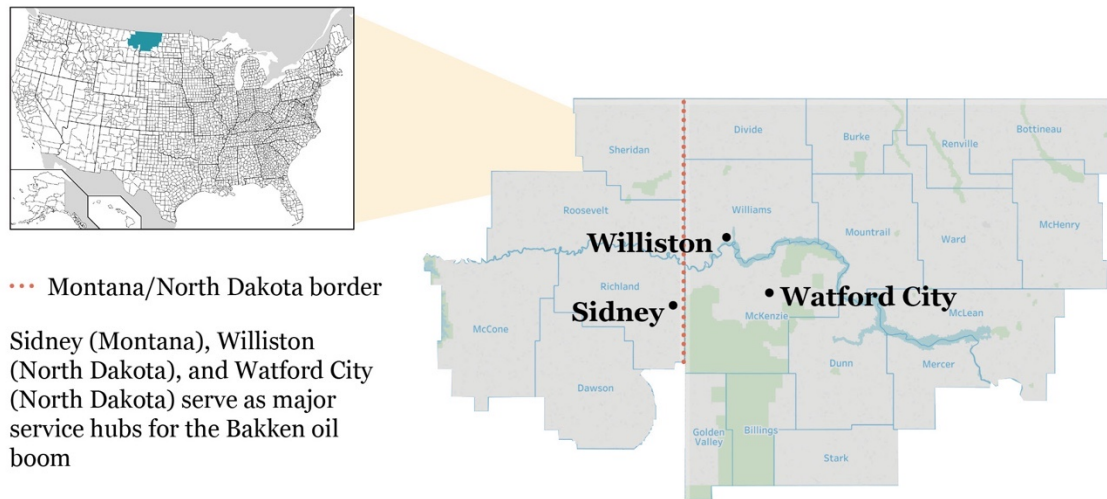 Sheridan
Divide
Burke
Renville
Bottineau
Roosevelt
Williams
Mountrail
Ward
McHenry
Williston
Richland
Sidney
Watford City
McCone
McKenzie
McLean
Dawson
Dunn
Mercer
Golden
Valley
Billings
Stark
Montana/North Dakota border
Sidney (Montana), Williston
(North Dakota), and Watford City
(North Dakota) serve as major
service hubs for the Bakken oil
boom